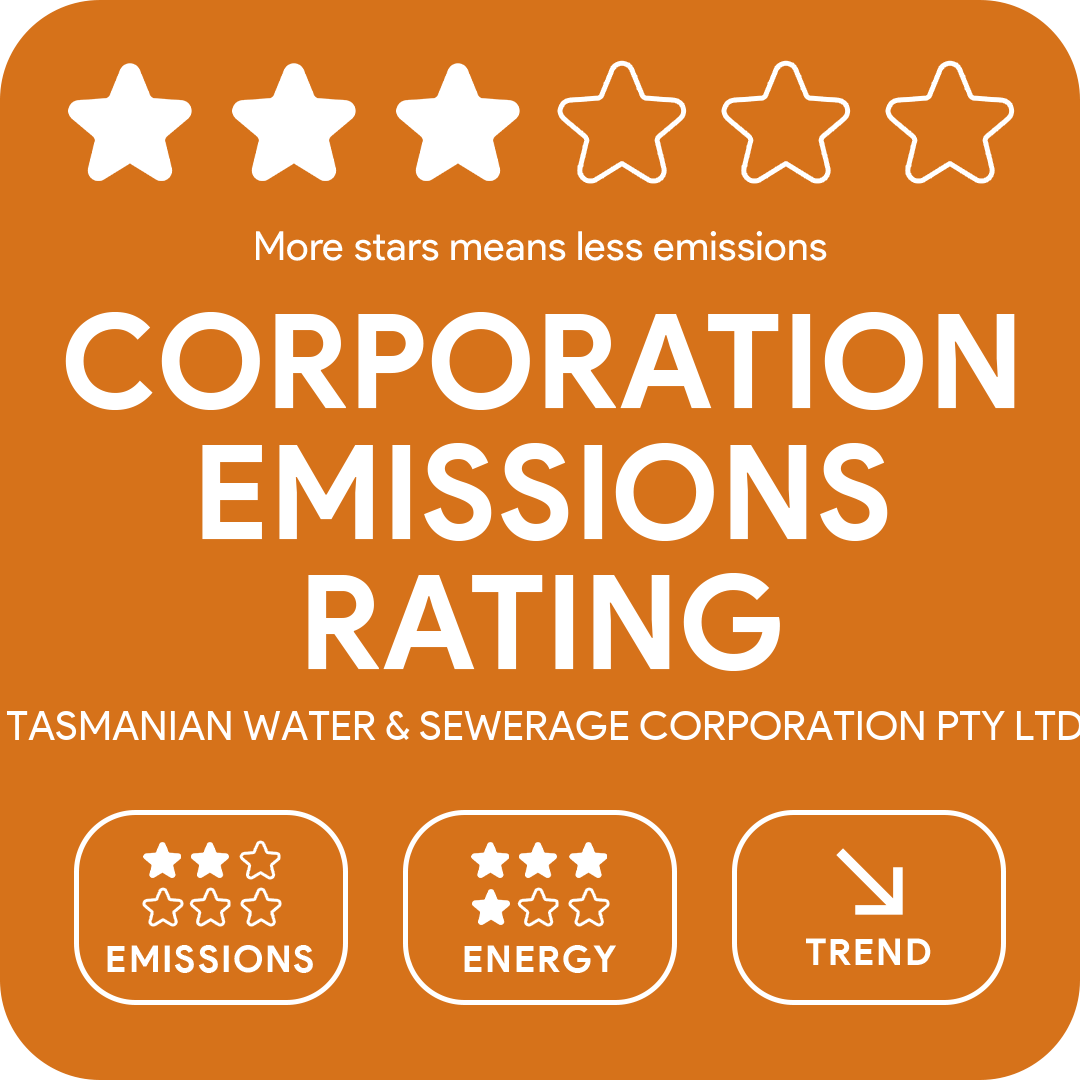 More stars means less emissions
CORPORATION
EMISSIONS
RATING
TASMANIAN WATER & SEWERAGE CORPORATION PTY LTD
EMISSIONS
ENERGY
TREND